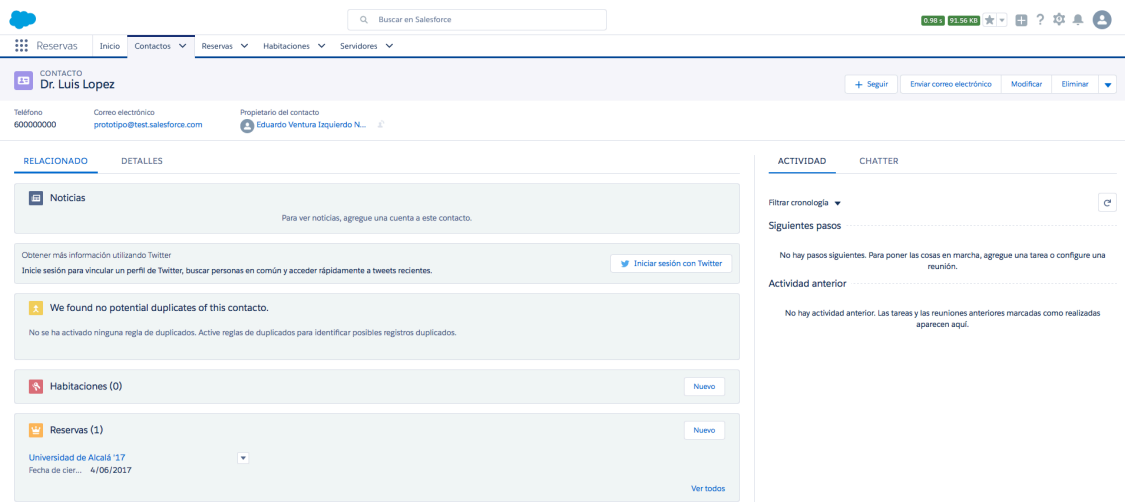 Buscar en Salesforce
0.98 s 91.56 KB
Reservas Inicio Contactos Reservas Habitaciones Servidores
CONTACTO
Dr. Luis Lopez
Seguir Enviar correo electrónico Modificar Eliminar
Teléfono Correo electrónico Propietario del contacto
600000000 prototipo@test.salesforce.com Eduardo Ventura Izquierdo N...
RELACIONADO DETALLES
Noticias
Para ver noticias, agregue una cuenta a este contacto.
Obtener más información utilizando Twitter
Inicie sesión para vincular un perfil de Twitter, buscar personas en común y acceder rápidamente a tweets recientes.
Iniciar sesión con Twitter
We found no potential duplicates of this contacto.
No se ha activado ninguna regla de duplicados. Active reglas de duplicados para identificar posibles registros duplicados.
Habitaciones (0)
Nuevo
Reservas (1)
Nuevo
Universidad de Alcalá '17
Fecha de cier... 4/06/2017
Ver todos
ACTIVIDAD CHATTER
Filtrar cronología
Siguientes pasos
No hay pasos siguientes. Para poner las cosas en marcha, agregue una tarea o configure una
reunión.
Actividad anterior
No hay actividad anterior. Las tareas y las reuniones anteriores marcadas como realizadas
aparecen aquí.